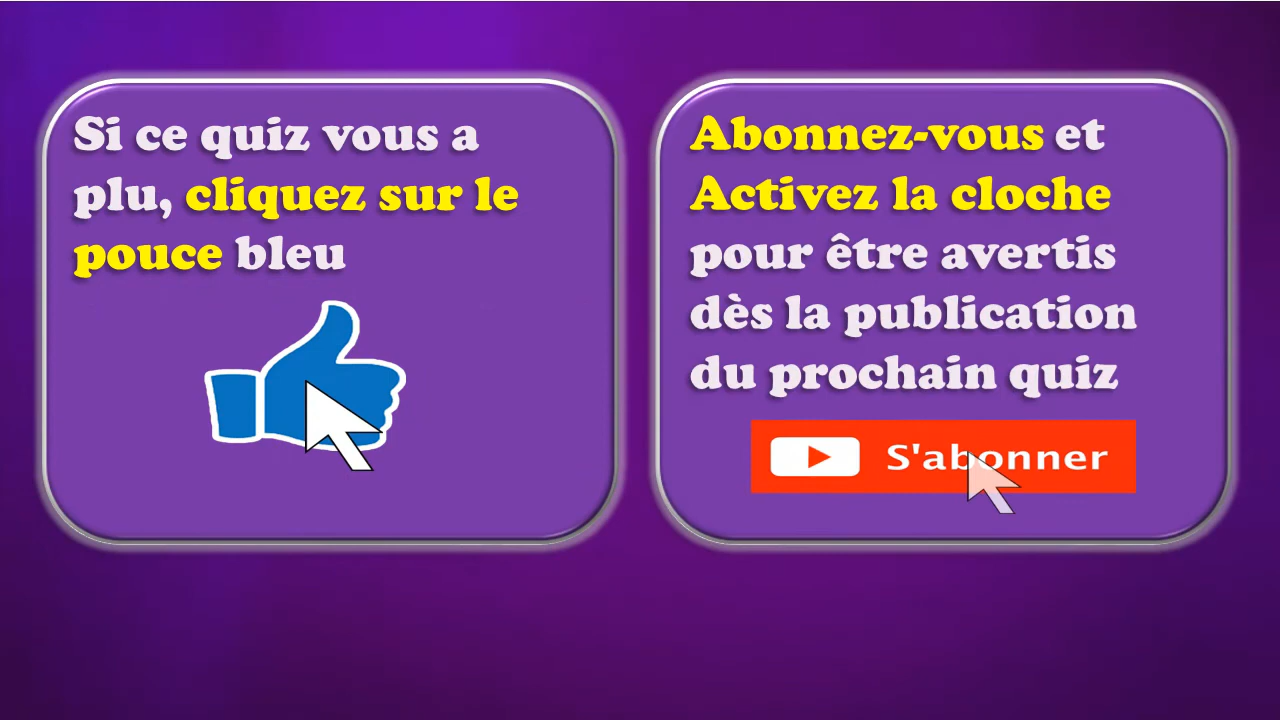 Si ce quiz vous a
plu, cliquez sur le
pouce bleu
Abonnez-vous et
Activez la cloche
pour être avertis
dès la publication
du prochain quiz
S'abonner